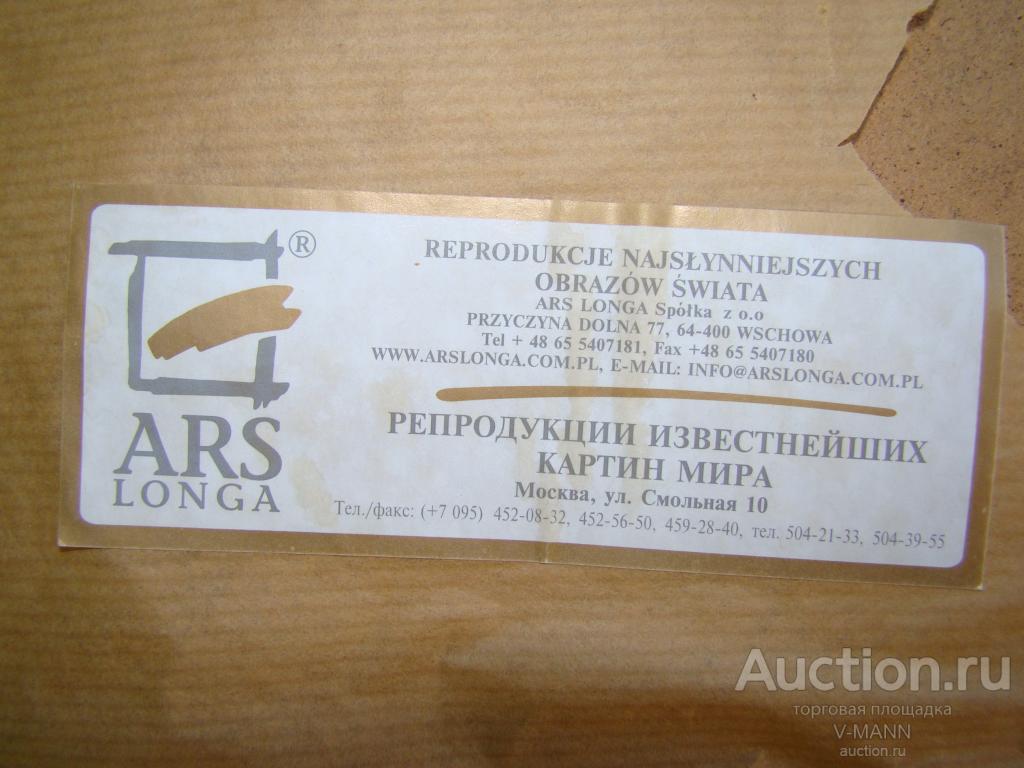 ®
ARS
LONGA
REPRODUKCJE NAJSŁYNNIEJSZYCH
OBRAZÓW ŚWIATA
ARS LONGA Spółka z o.o
PRZYCZYNA DOLNA 77, 64-400 WSCHOWA
Tel + 48 65 5407181, Fax +48 65 5407180
WWW.ARSLONGA.COM.PL, E-MAIL: INFO@ARSLONGA.COM.PL
РЕПРОДУКЦИИ ИЗВЕСТНЕЙШИХ
КАРТИН МИРА
Москва, ул. Смольная 10
Тел./факс: (+7 095) 452-08-32, 452-56-50, 459-28-40, тел. 504-21-33, 504-39-55
Auction.ru
торговая площадка
V-MANN
auction.ru